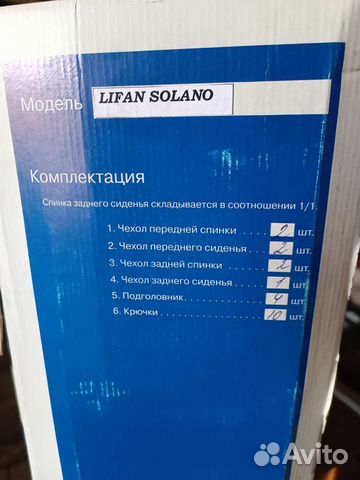 Модель LIFAN SOLANO
Комплектация
Спинка заднего сиденья складывается в соотношении 1/1.
1. Чехол передней спинки . . . . 2 шт.
2. Чехол переднего сиденья . . 2 шт.
3. Чехол задней спинки . . . . . 2 шт.
4. Чехол заднего сиденья . . . . 1 шт.
5. Подголовник . . . . . . . . . . . 4 шт.
6. Крючки . . . . . . . . . . . . . . . 10 шт.
Avito